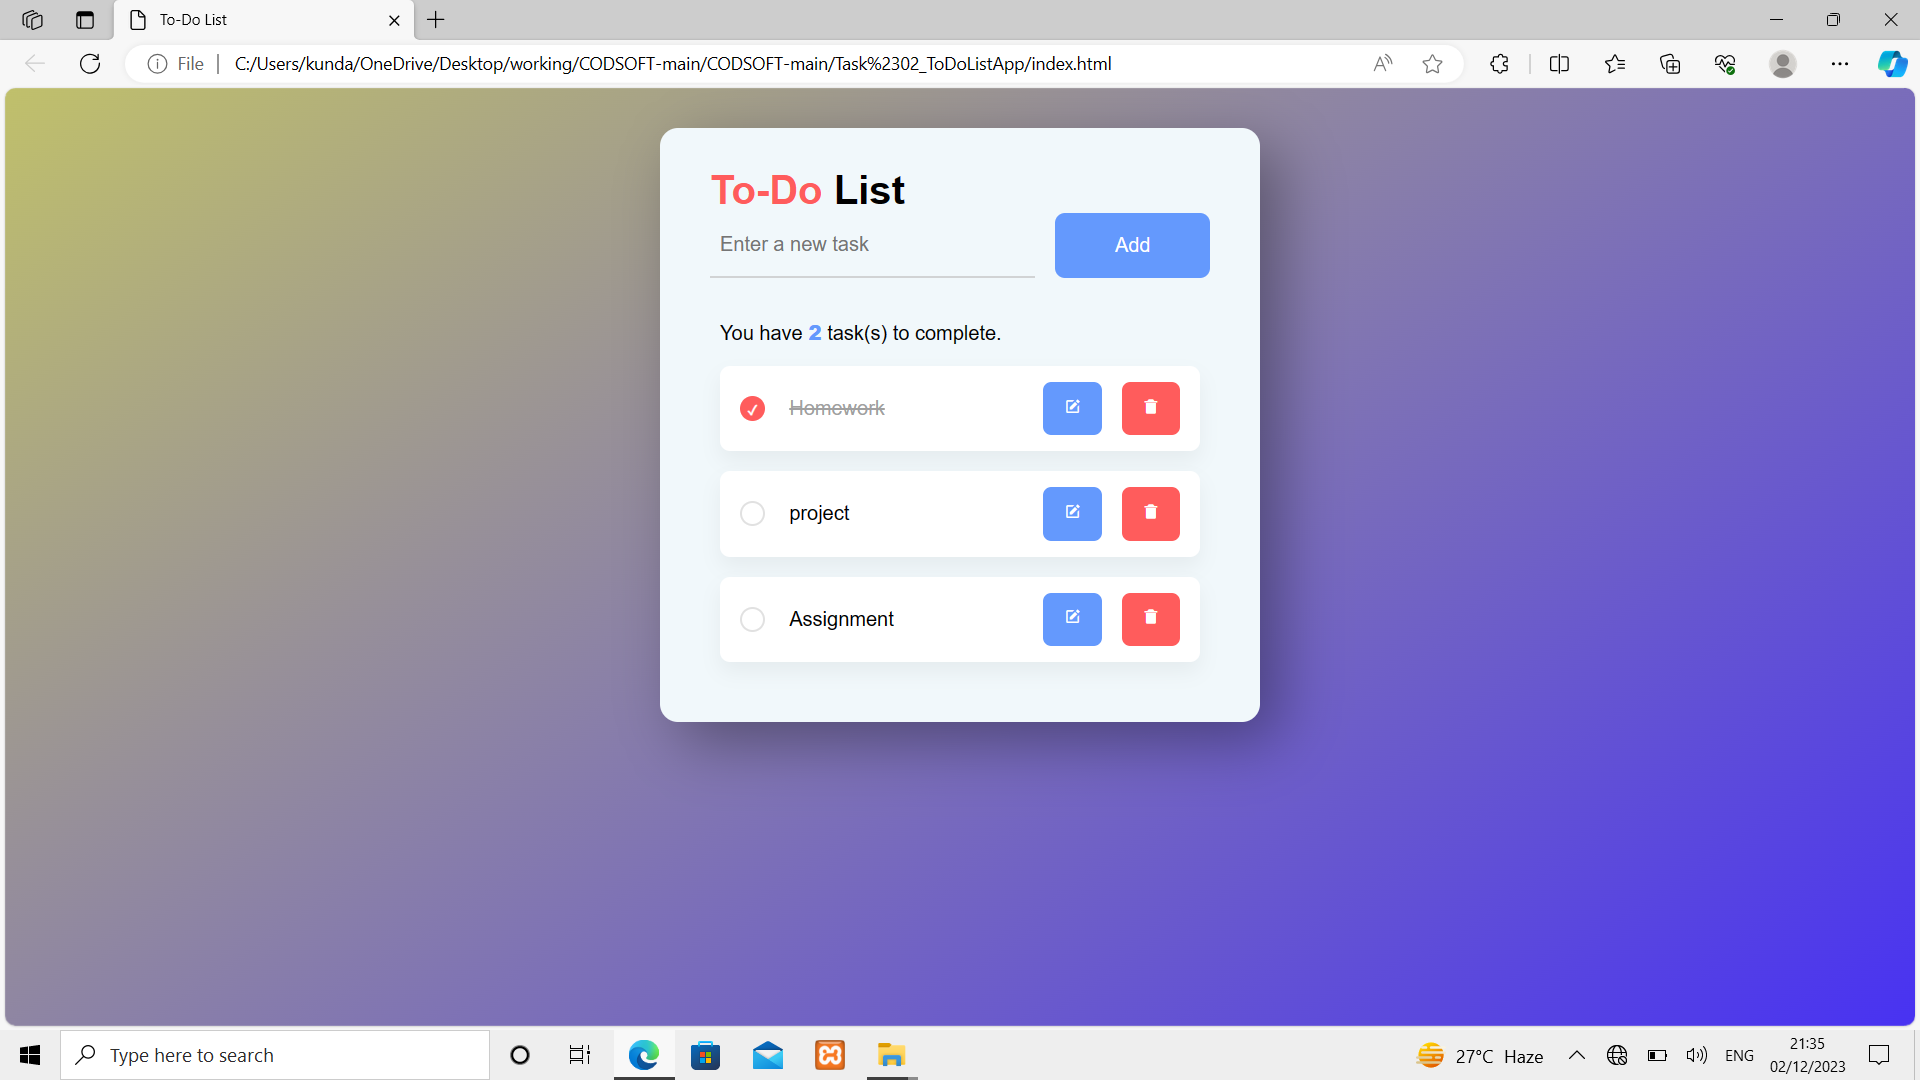 To-Do List
File
C:/Users/kunda/OneDrive/Desktop/working/CODSOFT-main/CODSOFT-main/Task%2302_ToDoListApp/index.html
To-Do List
Enter a new task
Add
You have 2 task(s) to complete.
Homework
project
Assignment
Type here to search
27°C Haze
ENG
21:35
02/12/2023